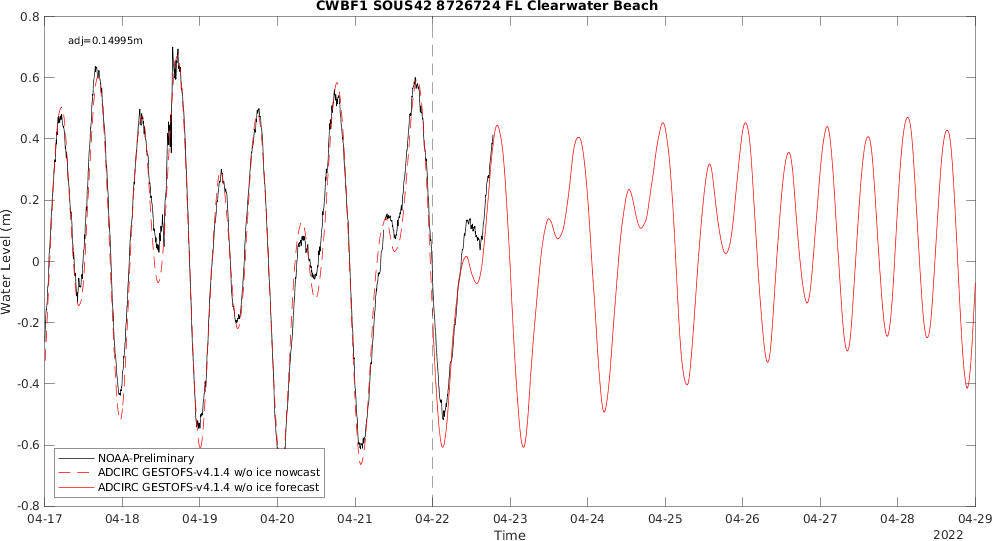 CWBF1 SOUS42 8726724 FL Clearwater Beach
adj=0.14995m
0.8
0.6
0.4
0.2
0
-0.2
-0.4
-0.6
-0.8
Water Level (m)
NOAA-Preliminary
ADCIRC GESTOFS-v4.1.4 w/o ice nowcast
ADCIRC GESTOFS-v4.1.4 w/o ice forecast
04-17 04-18 04-19 04-20 04-21 04-22 04-23 04-24 04-25 04-26 04-27 04-28 04-29
Time
2022